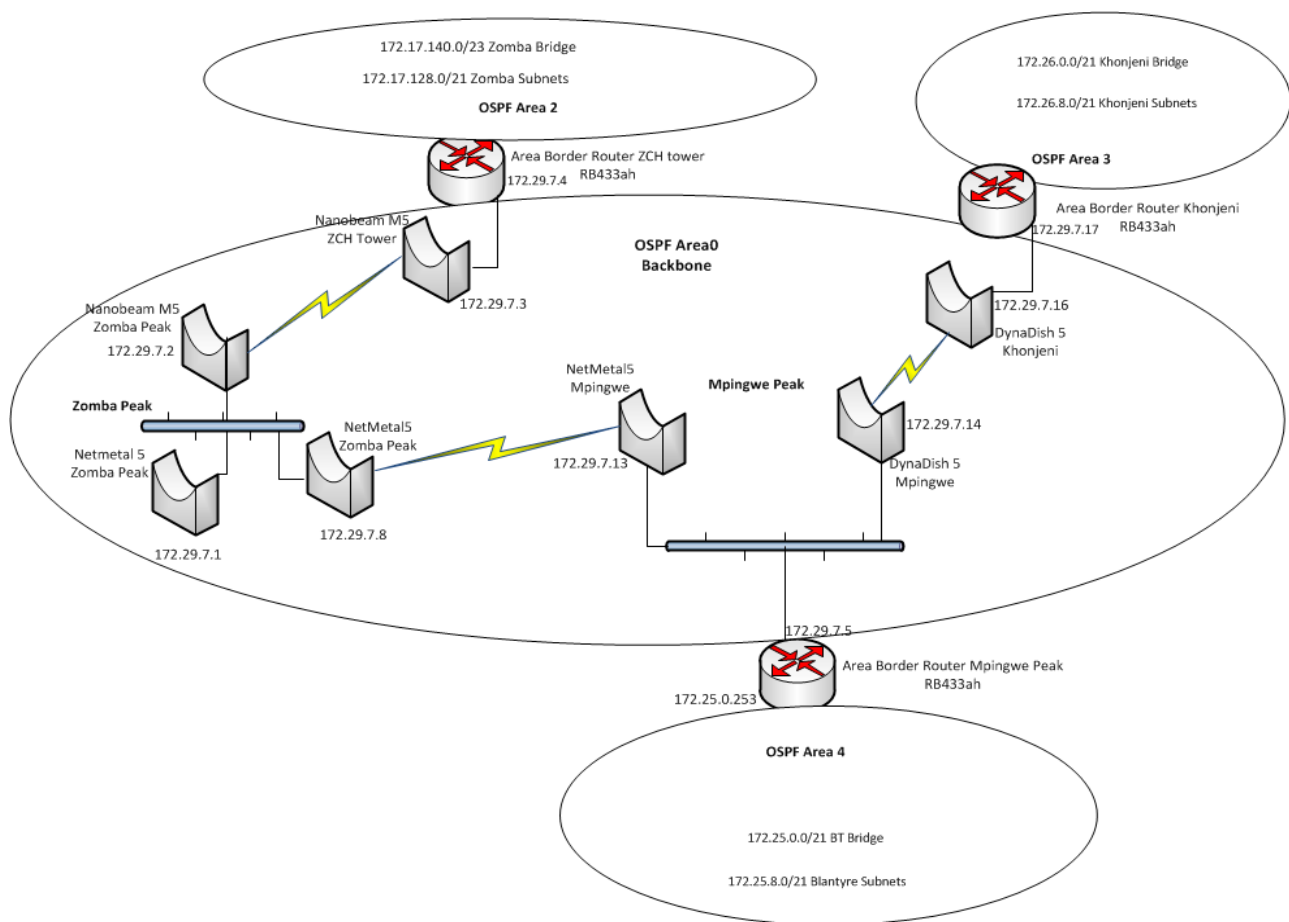 172.17.140.0/23 Zomba Bridge
172.17.128.0/21 Zomba Subnets
OSPF Area 2
172.26.0.0/21 Khonjeni Bridge
172.26.8.0/21 Khonjeni Subnets
OSPF Area 3
Area Border Router ZCH tower
RB433ah
172.29.7.4
Area Border Router Khonjeni
RB433ah
172.29.7.17
Nanobeam M5
ZCH Tower
172.29.7.3
OSPF Area0
Backbone
172.29.7.16
DynaDish 5
Khonjeni
Nanobeam M5
Zomba Peak
172.29.7.2
NetMetal5
Mpingwe
172.29.7.13
Mpingwe Peak
172.29.7.14
DynaDish 5
Mpingwe
Zomba Peak
Netmetal 5
Zomba Peak
172.29.7.1
NetMetal5
Zomba Peak
172.29.7.8
172.29.7.5
Area Border Router Mpingwe Peak
RB433ah
172.25.0.253
OSPF Area 4
172.25.0.0/21 BT Bridge
172.25.8.0/21 Blantyre Subnets